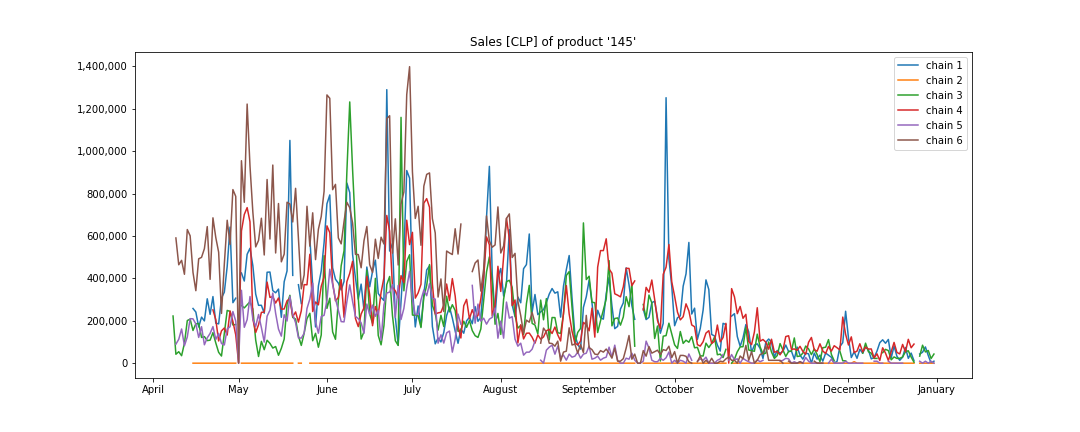 Sales [CLP] of product '145'
1,400,000
1,200,000
1,000,000
800,000
600,000
400,000
200,000
0
April May June July August September October November December January
chain 1
chain 2
chain 3
chain 4
chain 5
chain 6